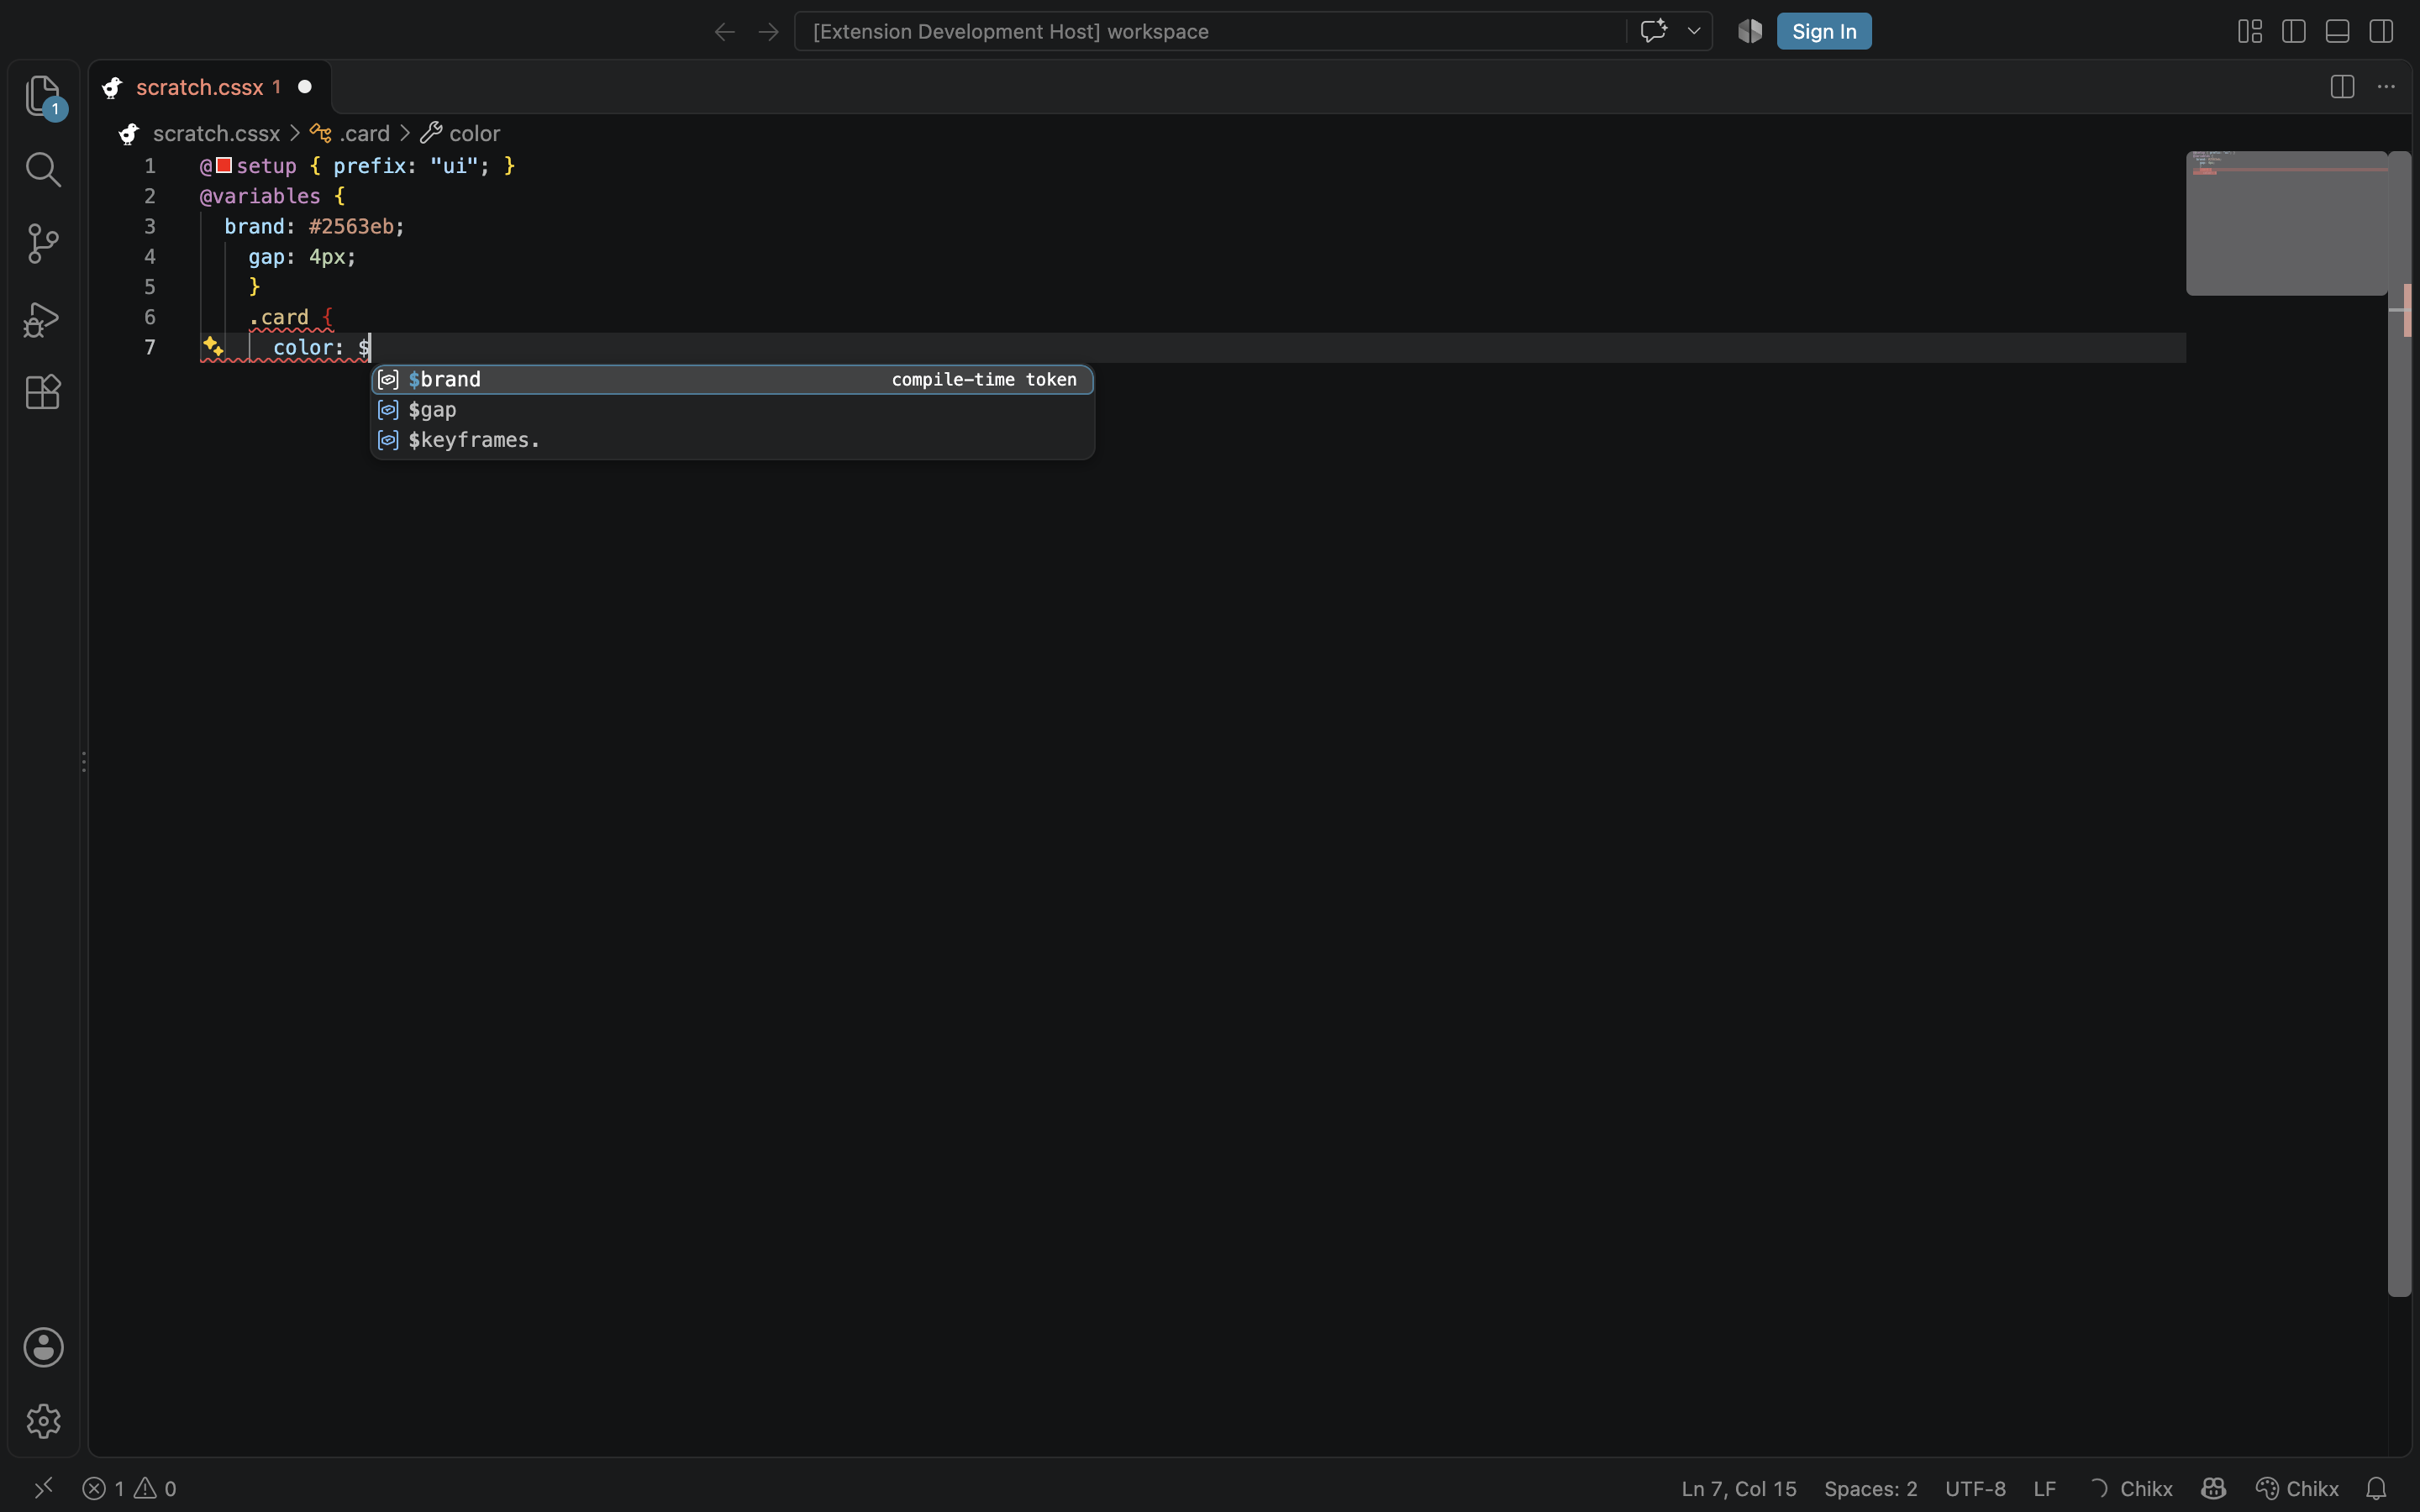 [Extension Development Host] workspace
Sign In
1
scratch.cssx 1
scratch.cssx > .card > color
1 @setup { prefix: "ui"; }
2 @variables {
3 brand: #2563eb;
4 gap: 4px;
5 }
6 .card {
7 color: $
$brand compile-time token
$gap
$keyframes.
1 0
Ln 7, Col 15 Spaces: 2 UTF-8 LF Chikx Chikx